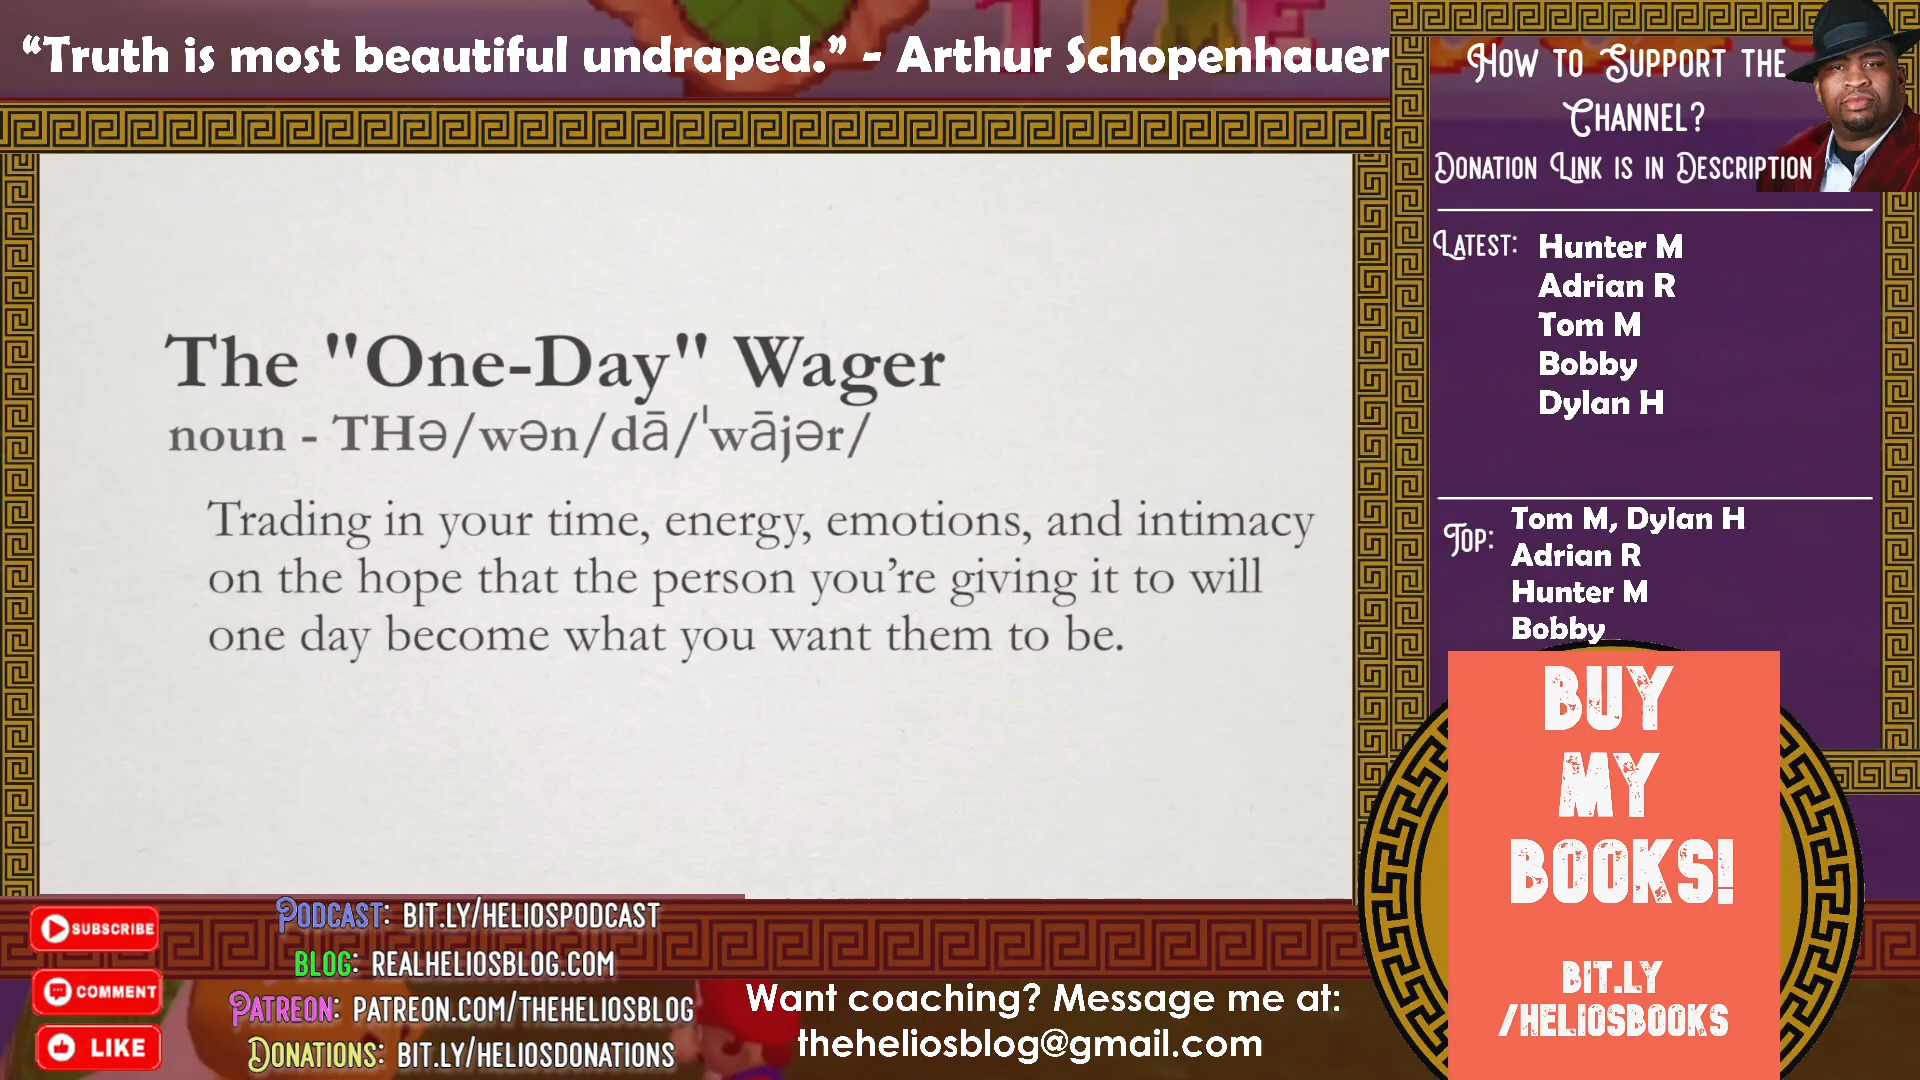 “Truth is most beautiful undraped.” - Arthur Schopenhauer
The "One-Day" Wager
noun - THə/wən/dā/ˈwājər/
Trading in your time, energy, emotions, and intimacy
on the hope that the person you’re giving it to will
one day become what you want them to be.
How to Support the
Channel?
Donation Link is in Description
Latest: Hunter M
Adrian R
Tom M
Bobby
Dylan H
Top: Tom M, Dylan H
Adrian R
Hunter M
Bobby
BUY
MY
BOOKS!
BIT.LY
/HELIOSBOOKS
SUBSCRIBE
COMMENT
LIKE
Podcast: bit.ly/heliospodcast
Blog: realheliosblog.com
Patreon: patreon.com/theheliosblog
Donations: bit.ly/heliosdonations
Want coaching? Message me at:
theheliosblog@gmail.com